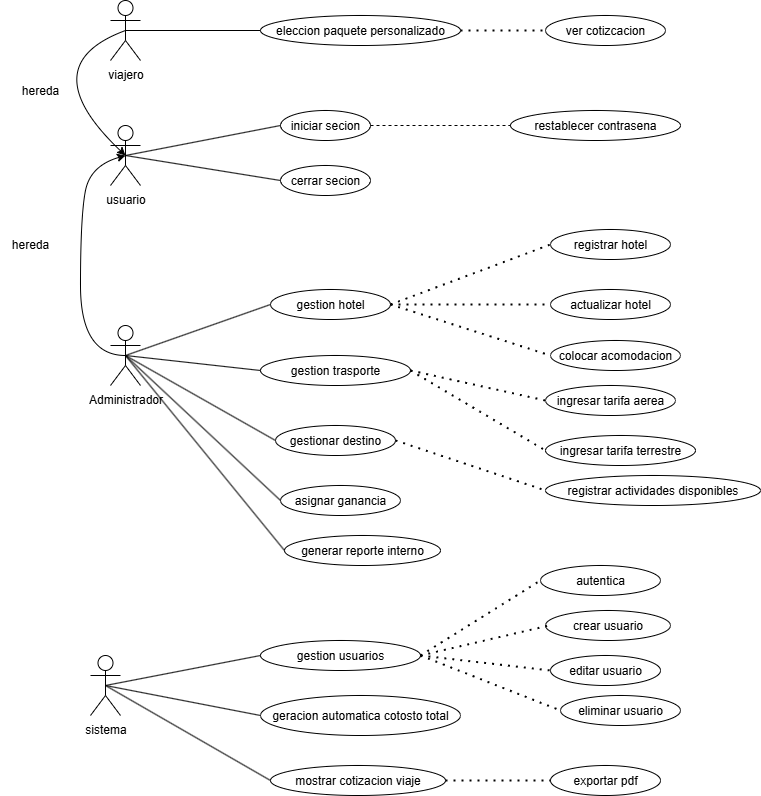 eleccion paquete personalizado
ver cotizcacion
viajero
hereda
iniciar secion
restablecer contrasena
cerrar secion
usuario
hereda
registrar hotel
gestion hotel
actualizar hotel
colocar acomodacion
gestion trasporte
Administrador
ingresar tarifa aerea
gestionar destino
ingresar tarifa terrestre
registrar actividades disponibles
asignar ganancia
generar reporte interno
autentica
crear usuario
gestion usuarios
editar usuario
eliminar usuario
geracion automatica cotosto total
sistema
mostrar cotizacion viaje
exportar pdf